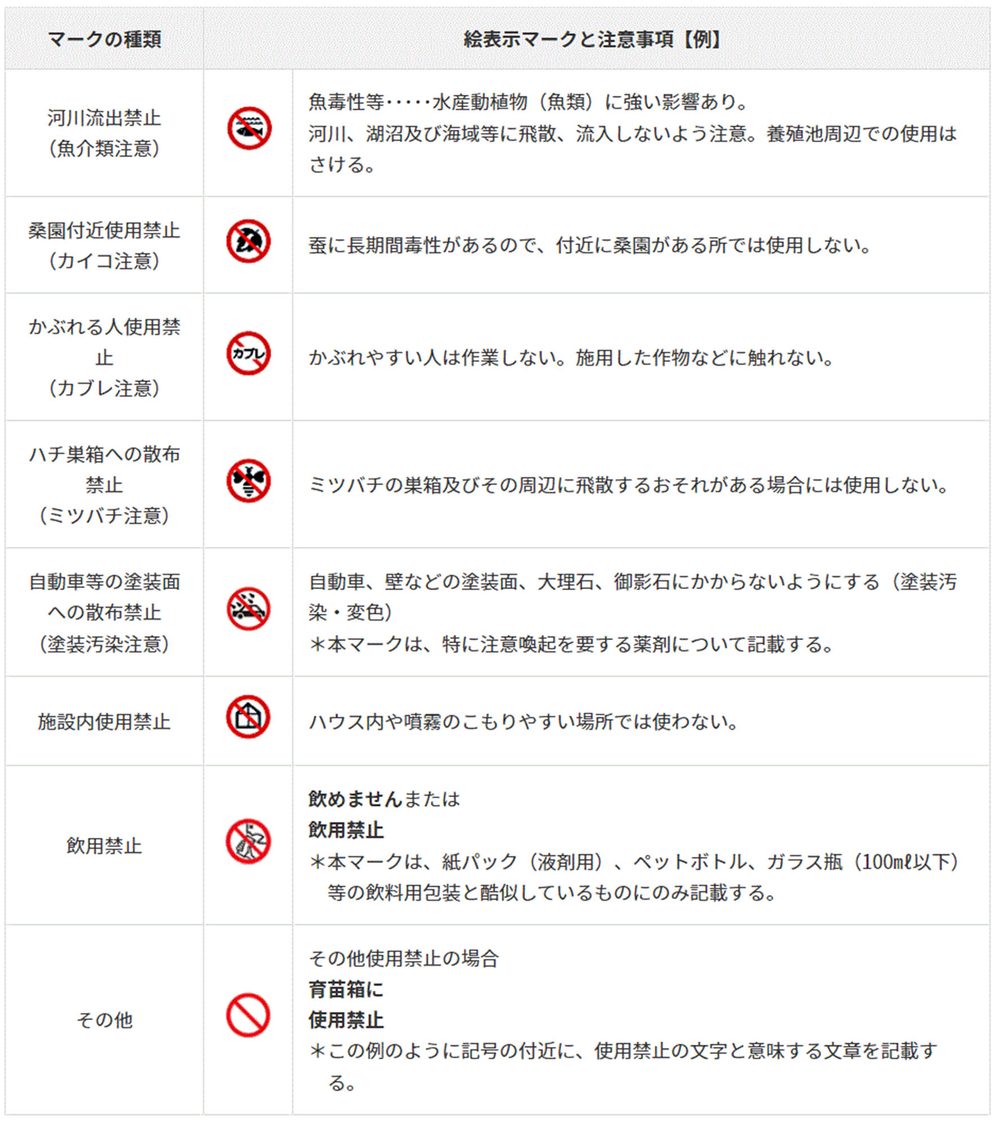 マークの種類
絵表示マークと注意事項【例】
河川流出禁止
（魚介類注意）
魚毒性等‥‥・水産動植物（魚類）に強い影響あり。
河川、湖沼及び海域等に飛散、流入しないよう注意。養殖池周辺での使用は
さける。
桑園付近使用禁止
（カイコ注意）
蚕に長期間毒性があるので、付近に桑園がある所では使用しない。
かぶれる人使用禁
止
（カブレ注意）
カブレ
かぶれやすい人は作業しない。施用した作物などに触れない。
ハチ巣箱への散布
禁止
（ミツバチ注意）
ミツバチの巣箱及びその周辺に飛散するおそれがある場合には使用しない。
自動車等の塗装面
への散布禁止
（塗装汚染注意）
自動車、壁などの塗装面、大理石、御影石にかからないようにする（塗装汚
染・変色）
＊本マークは、特に注意喚起を要する薬剤について記載する。
施設内使用禁止
ハウス内や噴霧のこもりやすい場所では使わない。
飲用禁止
飲めませんまたは
飲用禁止
＊本マークは、紙パック（液剤用）、ペットボトル、ガラス瓶（100㎖以下）
等の飲料用包装と酷似しているものにのみ記載する。
その他
その他使用禁止の場合
育苗箱に
使用禁止
＊この例のように記号の付近に、使用禁止の文字と意味する文章を記載す
る。